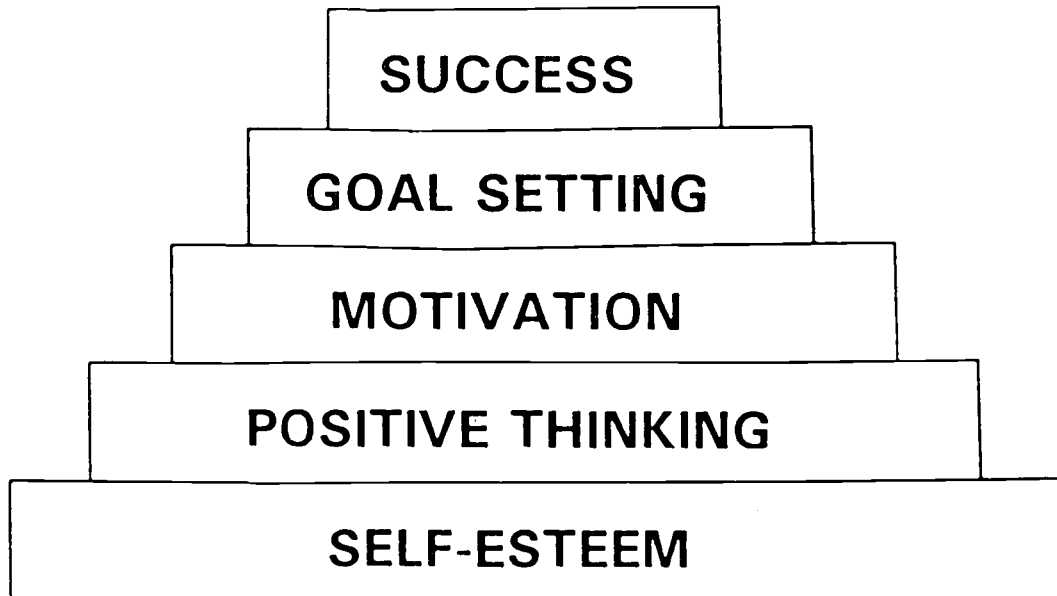 SUCCESS
GOAL SETTING
MOTIVATION
POSITIVE THINKING
SELF-ESTEEM